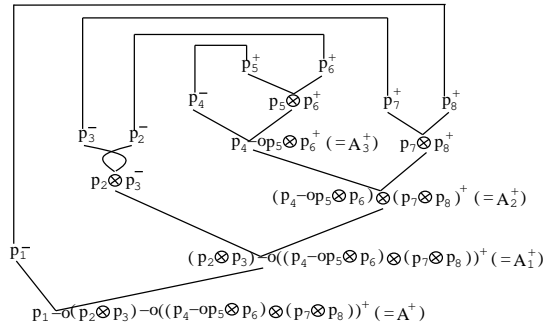 p₅⁺ p₆⁺
p₄⁻ p₅⊗p₆⁺ p₇⁺ p₈⁺
p₃⁻ p₂⁻ p₄−op₅⊗p₆⁺ (=A₃⁺) p₇⊗p₈⁺
p₂⊗p₃⁻
(p₄−op₅⊗p₆)⊗(p₇⊗p₈)⁺ (=A₂⁺)
p₁⁻ (p₂⊗p₃)−o((p₄−op₅⊗p₆)⊗(p₇⊗p₈))⁺ (=A₁⁺)
p₁−o(p₂⊗p₃)−o((p₄−op₅⊗p₆)⊗(p₇⊗p₈))⁺ (=A⁺)